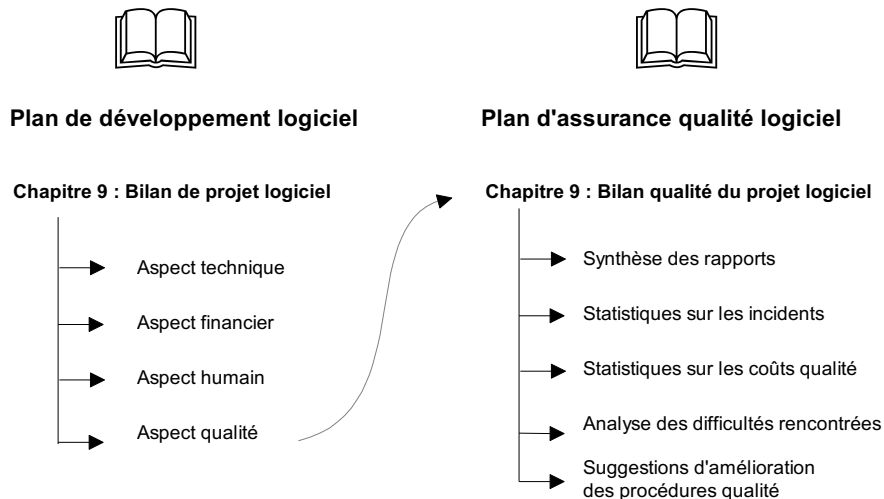 Plan de développement logiciel
Chapitre 9 : Bilan de projet logiciel
Aspect technique
Aspect financier
Aspect humain
Aspect qualité
Plan d'assurance qualité logiciel
Chapitre 9 : Bilan qualité du projet logiciel
Synthèse des rapports
Statistiques sur les incidents
Statistiques sur les coûts qualité
Analyse des difficultés rencontrées
Suggestions d'amélioration
des procédures qualité